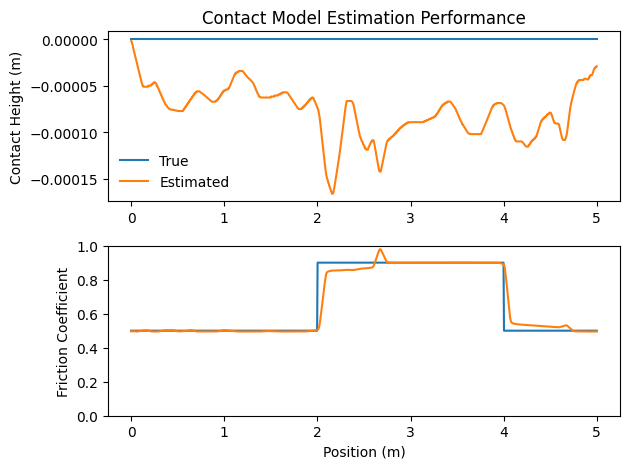 Contact Model Estimation Performance
Contact Height (m)
0.00000
−0.00005
−0.00010
−0.00015
True
Estimated
0 1 2 3 4 5
Friction Coefficient
1.0
0.8
0.6
0.4
0.2
0.0
0 1 2 3 4 5
Position (m)